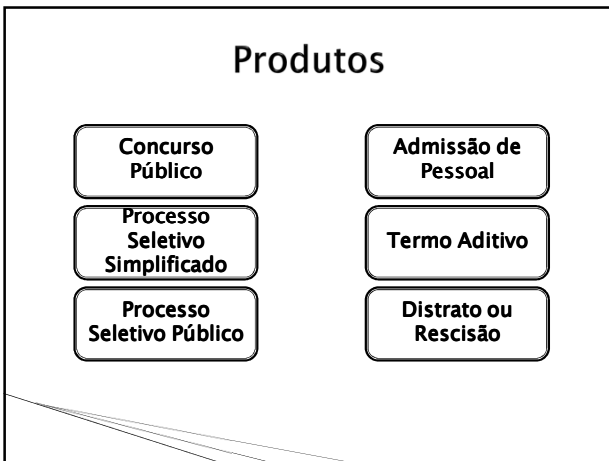 Produtos
Concurso
Público
Processo
Seletivo
Simplificado
Processo
Seletivo Público
Admissão de
Pessoal
Termo Aditivo
Distrato ou
Rescisão